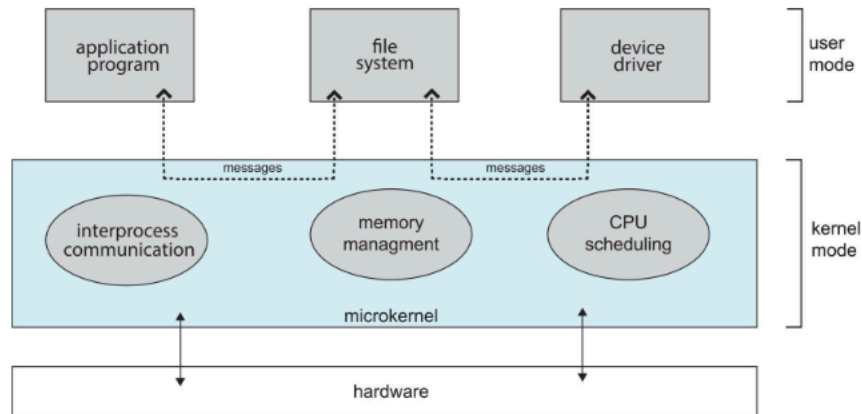 application
program
file
system
device
driver
user
mode
messages
messages
interprocess
communication
memory
managment
CPU
scheduling
kernel
mode
microkernel
hardware